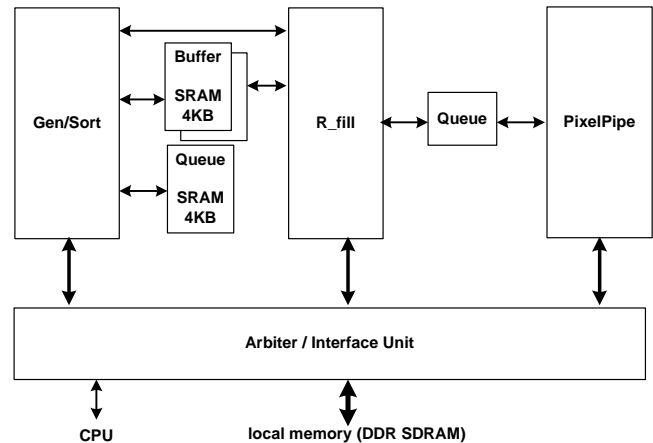 Gen/Sort
Buffer
SRAM
4KB
Queue
SRAM
4KB
R_fill
Queue
PixelPipe
Arbiter / Interface Unit
CPU
local memory (DDR SDRAM)